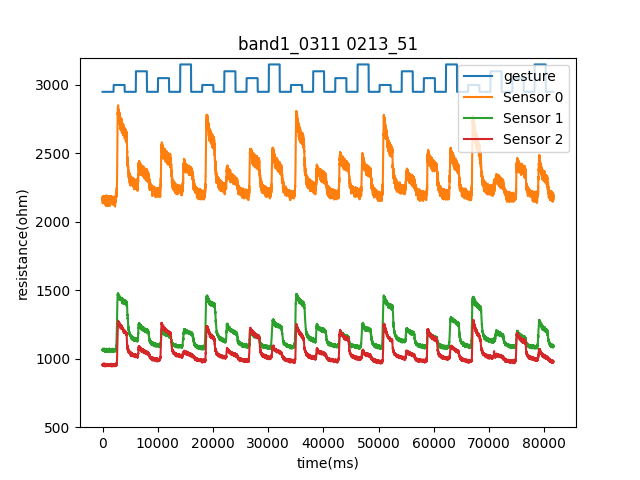 band1_0311 0213_51
gesture
Sensor 0
Sensor 1
Sensor 2
3000
2500
2000
1500
1000
500
resistance(ohm)
0
10000
20000
30000
40000
50000
60000
70000
80000
time(ms)